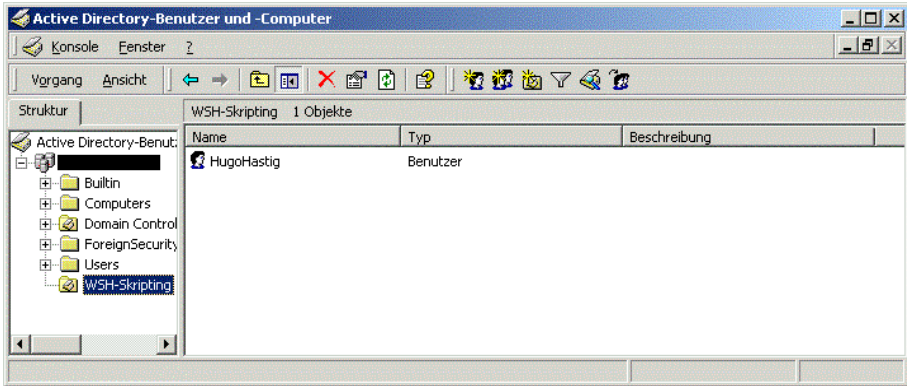 Active Directory-Benutzer und -Computer
Konsole Fenster ?
Vorgang Ansicht
Struktur
WSH-Skripting 1 Objekte
Active Directory-Benut:
Name Typ Beschreibung
HugoHastig Benutzer
Builtin
Computers
Domain Control
ForeignSecurity
Users
WSH-Skripting